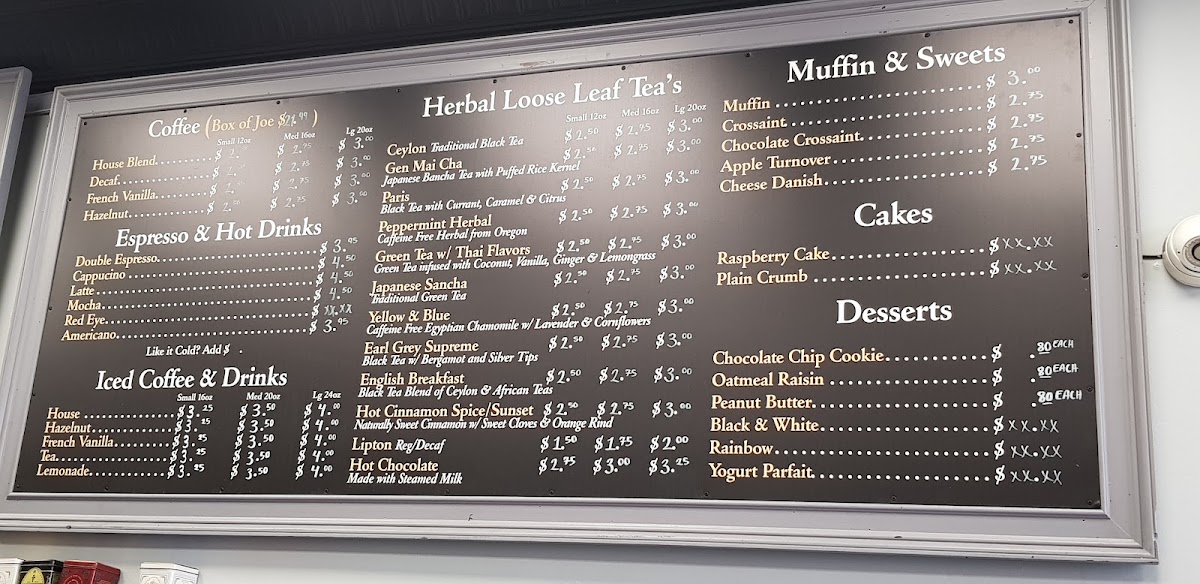 Coffee (Box of Joe $21.99)
Small 12oz Med 16oz Lg 20oz
House Blend $ 2. $ 2.75 $ 3.00
Decaf $ 2. $ 2.75 $ 3.00
French Vanilla $ 2. $ 2.75 $ 3.00
Hazelnut $ 2.00 $ 2.75 $ 3.00
Espresso & Hot Drinks
Double Espresso $ 3.95
Cappucino $ 4.50
Latte $ 4.50
Mocha $ 4.50
Red Eye $ XX.XX
Americano $ 3.95
Like it Cold? Add $ .
Iced Coffee & Drinks
Small 16oz Med 20oz Lg 24oz
House $3.25 $3.50 $4.00
Hazelnut $3.25 $3.50 $4.00
French Vanilla $3.25 $3.50 $4.00
Tea $3.25 $3.50 $4.00
Lemonade $3.25 $3.50 $4.00
Herbal Loose Leaf Tea's
Small 12oz Med 16oz Lg 20oz
Ceylon Traditional Black Tea $2.50 $2.75 $3.00
Gen Mai Cha $2.50 $2.75 $3.00
Japanese Bancha Tea with Puffed Rice Kernel
Paris $2.50 $2.75 $3.00
Black Tea with Currant, Caramel & Citrus
Peppermint Herbal $2.50 $2.75 $3.00
Caffeine Free Herbal from Oregon
Green Tea w/ Thai Flavors $2.50 $2.75 $3.00
Green Tea infused with Coconut, Vanilla, Ginger & Lemongrass
Japanese Sancha $2.50 $2.75 $3.00
Traditional Green Tea
Yellow & Blue $2.50 $2.75 $3.00
Caffeine Free Egyptian Chamomile w/ Lavender & Cornflowers
Earl Grey Supreme $2.50 $2.75 $3.00
Black Tea w/ Bergamot and Silver Tips
English Breakfast $2.50 $2.75 $3.00
Black Tea Blend of Ceylon & African Teas
Hot Cinnamon Spice/Sunset $2.50 $2.75 $3.00
Naturally Sweet Cinnamon w/ Sweet Cloves & Orange Rind
Lipton Reg/Decaf $1.50 $1.75 $2.00
Hot Chocolate $2.75 $3.00 $3.25
Made with Steamed Milk
Muffin & Sweets
Muffin $ 3.00
Crossaint $ 2.75
Chocolate Crossaint $ 2.75
Apple Turnover $ 2.75
Cheese Danish $ 2.75
Cakes
Raspberry Cake $XX.XX
Plain Crumb $XX.XX
Desserts
Chocolate Chip Cookie $ .80 EACH
Oatmeal Raisin $ .80 EACH
Peanut Butter $ .80 EACH
Black & White $XX.XX
Rainbow $ XX.XX
Yogurt Parfait $ XX.XX